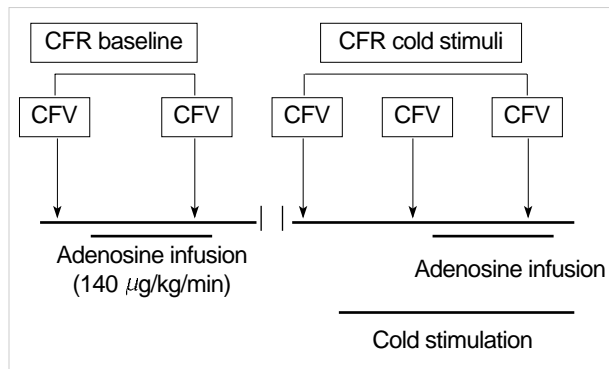 CFR baseline
CFR cold stimuli
CFV
CFV
CFV
CFV
CFV
Adenosine infusion
(140 μg/kg/min)
Adenosine infusion
Cold stimulation